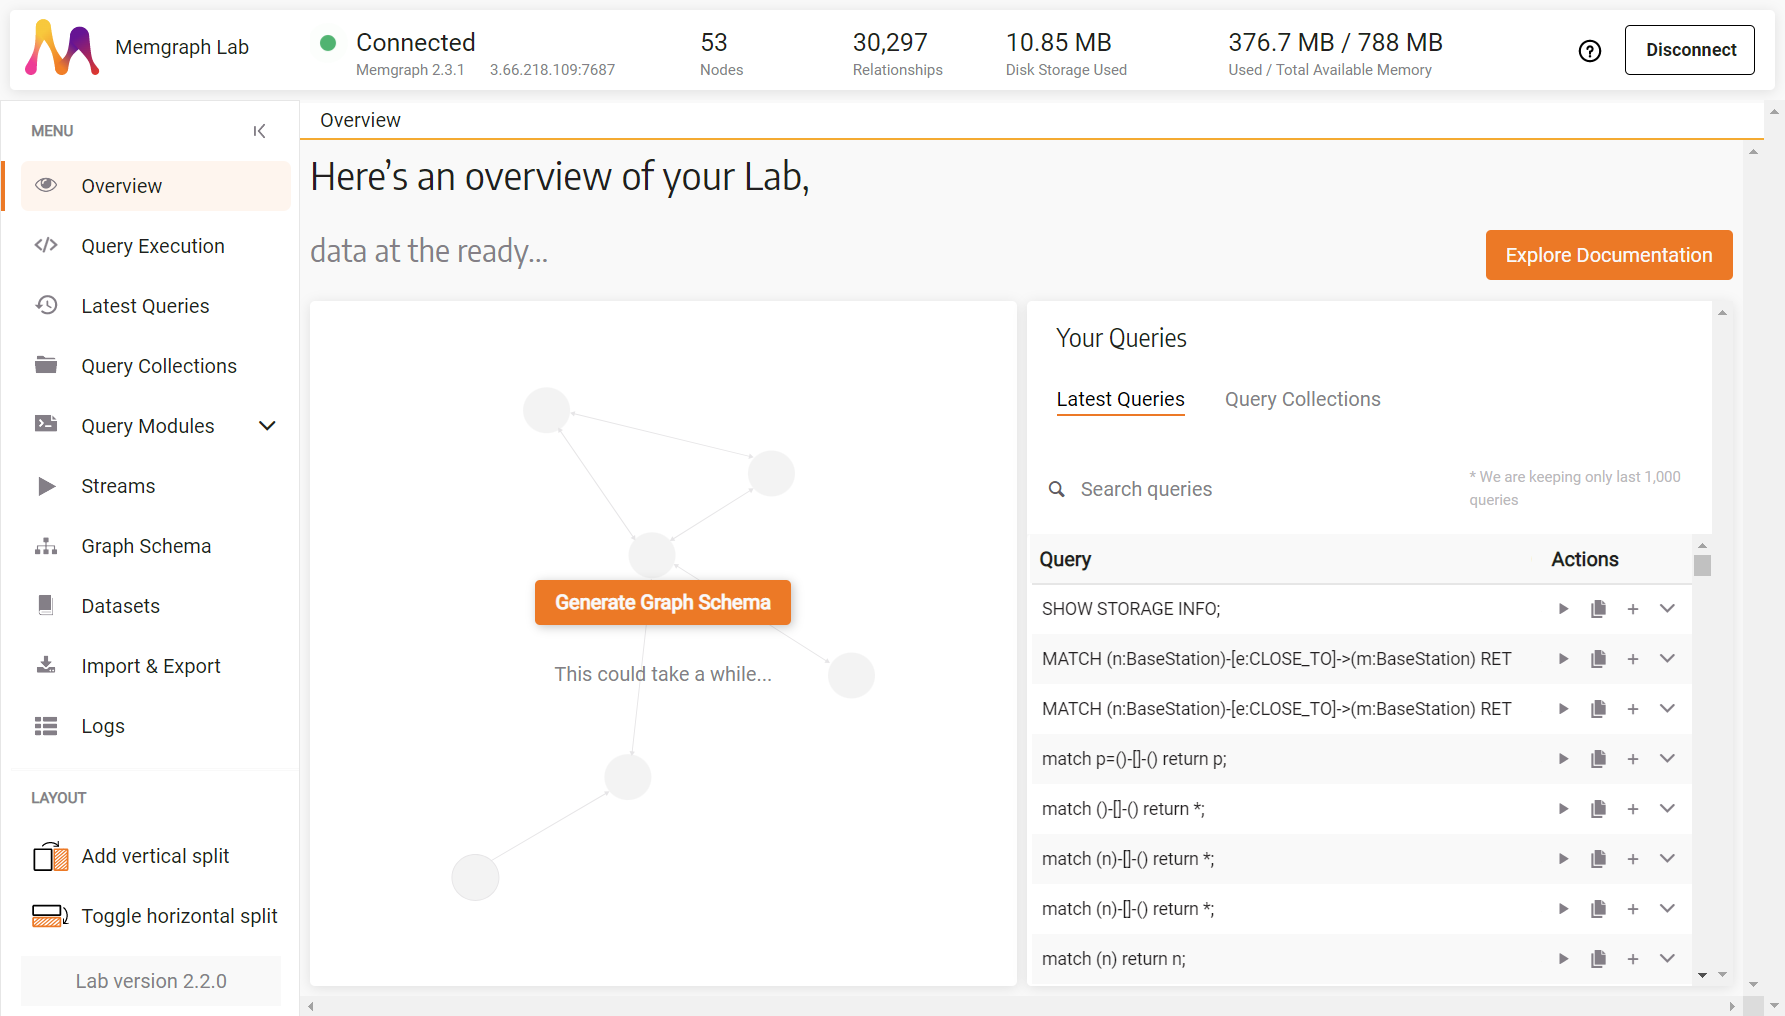 Memgraph Lab
Connected
Memgraph 2.3.1 3.66.218.109:7687
53
Nodes
30,297
Relationships
10.85 MB
Disk Storage Used
376.7 MB / 788 MB
Used / Total Available Memory
Disconnect
MENU
Overview
Query Execution
Latest Queries
Query Collections
Query Modules
Streams
Graph Schema
Datasets
Import & Export
Logs
LAYOUT
Add vertical split
Toggle horizontal split
Lab version 2.2.0
Overview
Here’s an overview of your Lab,
data at the ready...
Explore Documentation
Generate Graph Schema
This could take a while...
Your Queries
Latest Queries Query Collections
Search queries
* We are keeping only last 1,000
queries
Query Actions
SHOW STORAGE INFO;
MATCH (n:BaseStation)-[e:CLOSE_TO]->(m:BaseStation) RET
MATCH (n:BaseStation)-[e:CLOSE_TO]->(m:BaseStation) RET
match p=()-[]-() return p;
match ()-[]-() return *;
match (n)-[]-() return *;
match (n)-[]-() return *;
match (n) return n;